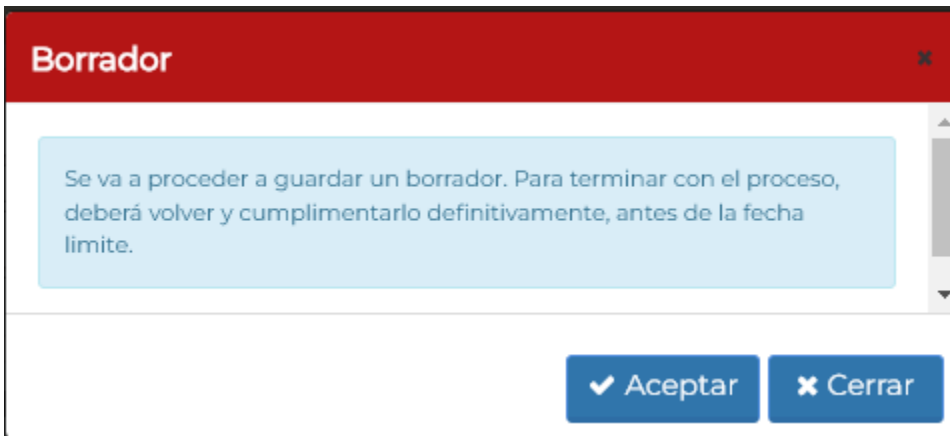 Borrador
Se va a proceder a guardar un borrador. Para terminar con el proceso,
deberá volver y cumplimentarlo definitivamente, antes de la fecha
limite.
Aceptar
Cerrar